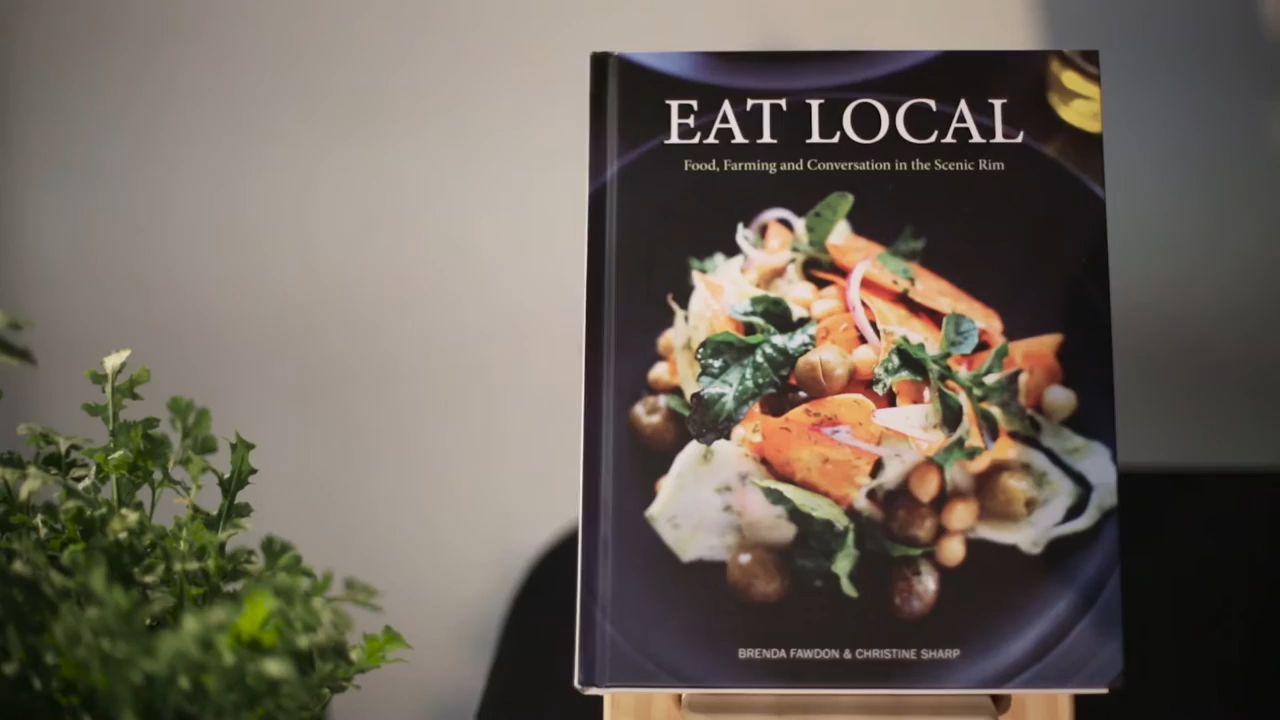 EAT LOCAL
Food, Farming and Conversation in the Scenic Rim
BRENDA FAWDON & CHRISTINE SHARP